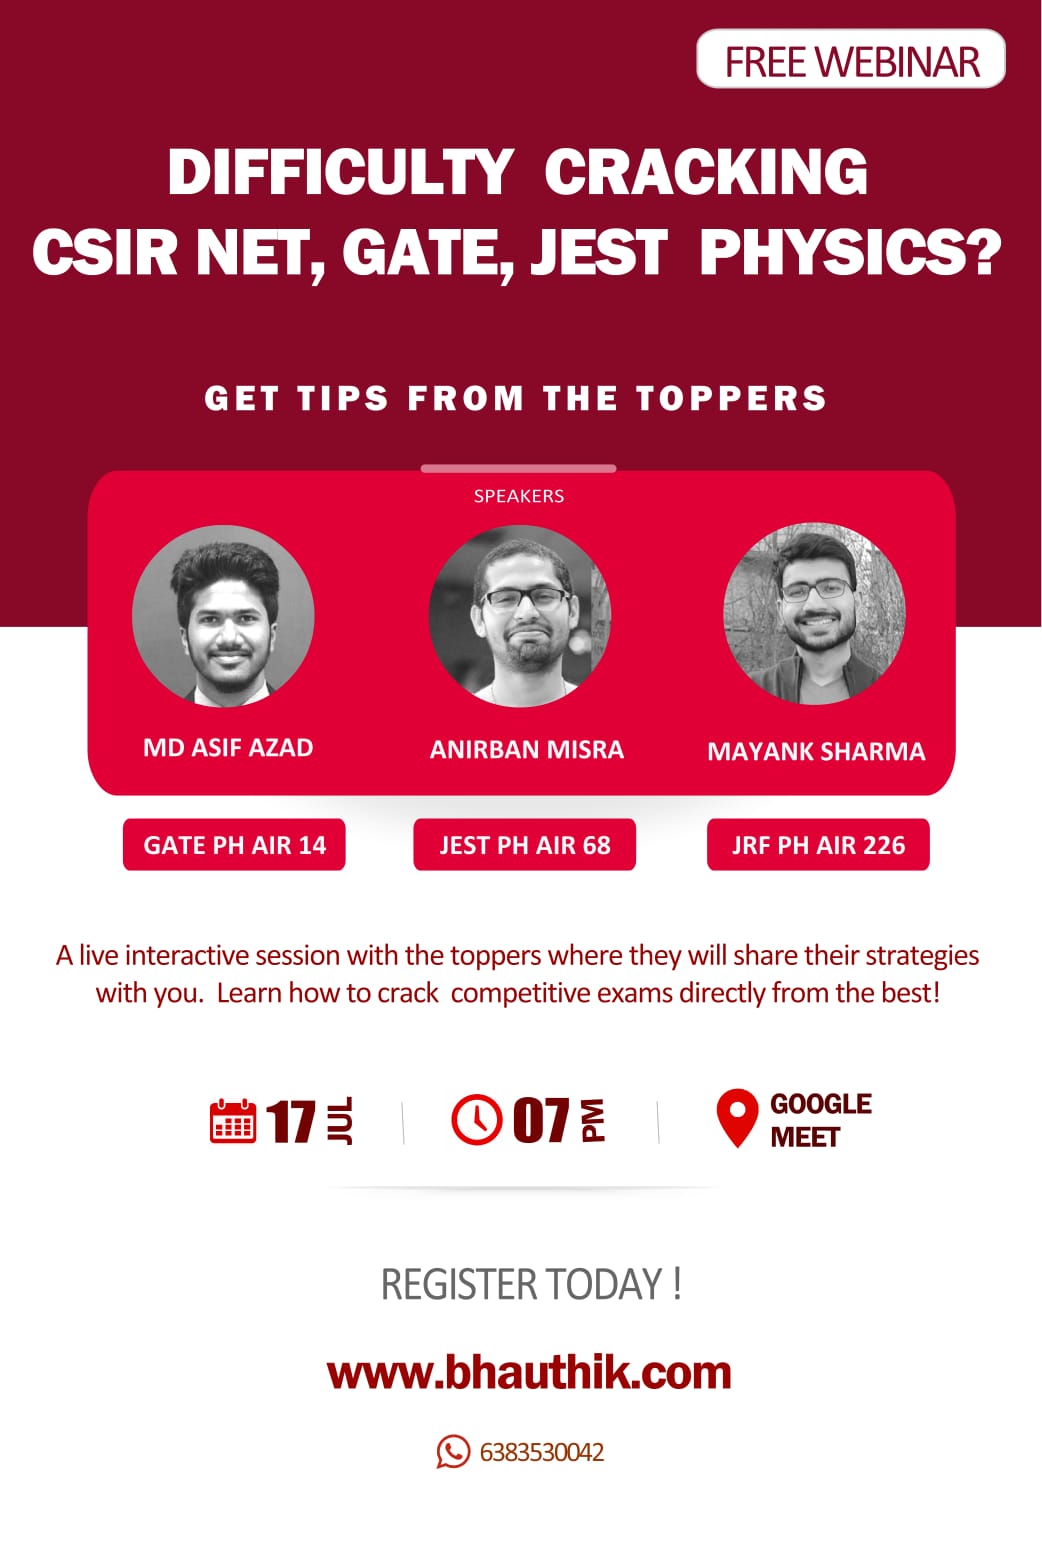 FREE WEBINAR
DIFFICULTY CRACKING
CSIR NET, GATE, JEST PHYSICS?
GET TIPS FROM THE TOPPERS
SPEAKERS
MD ASIF AZAD
ANIRBAN MISRA
MAYANK SHARMA
GATE PH AIR 14
JEST PH AIR 68
JRF PH AIR 226
A live interactive session with the toppers where they will share their strategies
with you. Learn how to crack competitive exams directly from the best!
17 JUL
07 PM
GOOGLE
MEET
REGISTER TODAY !
www.bhauthik.com
6383530042